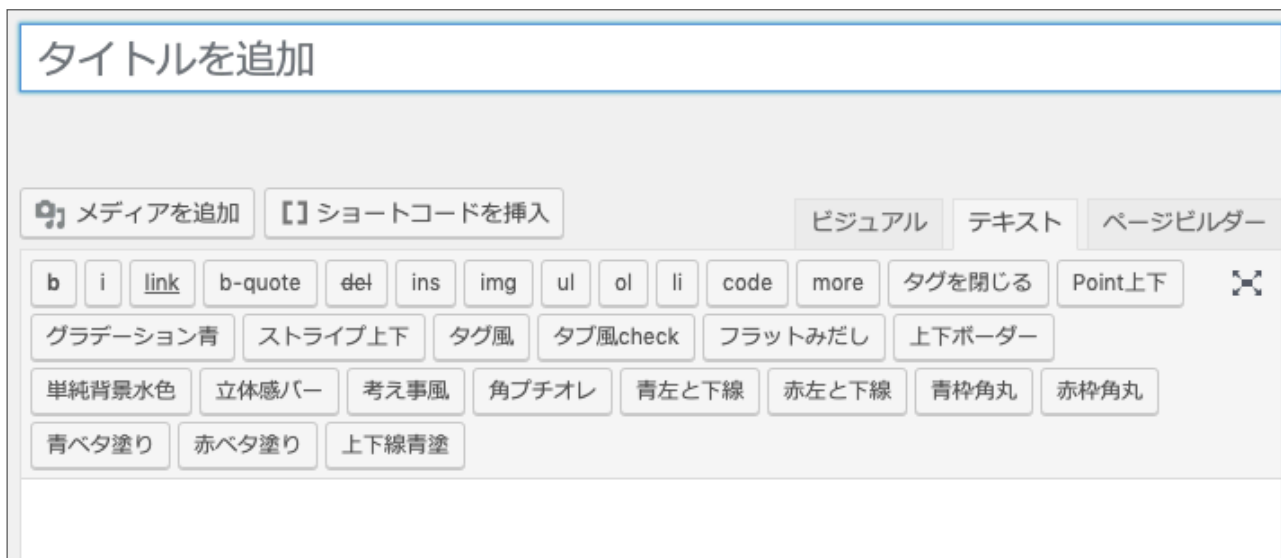 タイトルを追加
メディアを追加 [ ] ショートコードを挿入
ビジュアル テキスト ページビルダー
b i link b-quote del ins img ul ol li code more タグを閉じる Point上下
グラデーション青 ストライプ上下 タグ風 タブ風check フラットみだし 上下ボーダー
単純背景水色 立体感バー 考え事風 角プチオレ 青左と下線 赤左と下線 青枠角丸 赤枠角丸
青ベタ塗り 赤ベタ塗り 上下線青塗